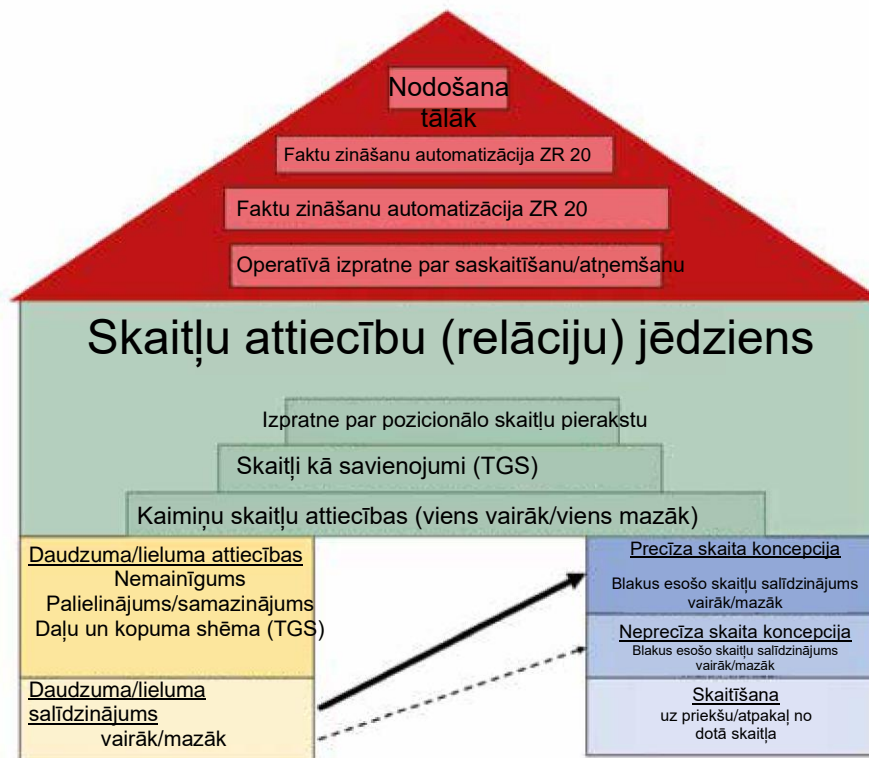 Nodošana
tālāk
Faktu zināšanu automatizācija ZR 20
Faktu zināšanu automatizācija ZR 20
Operatīvā izpratne par saskaitīšanu/atņemšanu
Skaitļu attiecību (relāciju) jēdziens
Izpratne par pozicionālo skaitļu pierakstu
Skaitļi kā savienojumi (TGS)
Kaimiņu skaitļu attiecības (viens vairāk/viens mazāk)
Daudzuma/lieluma attiecības
Nemainīgums
Palielinājums/samazinājums
Daļu un kopuma shēma (TGS)
Daudzuma/lieluma
salīdzinājums
vairāk/mazāk
Precīza skaita koncepcija
Blakus esošo skaitļu salīdzinājums
vairāk/mazāk
Neprecīza skaita koncepcija
Blakus esošo skaitļu salīdzinājums
vairāk/mazāk
Skaitīšana
uz priekšu/atpakaļ no
dotā skaitļa